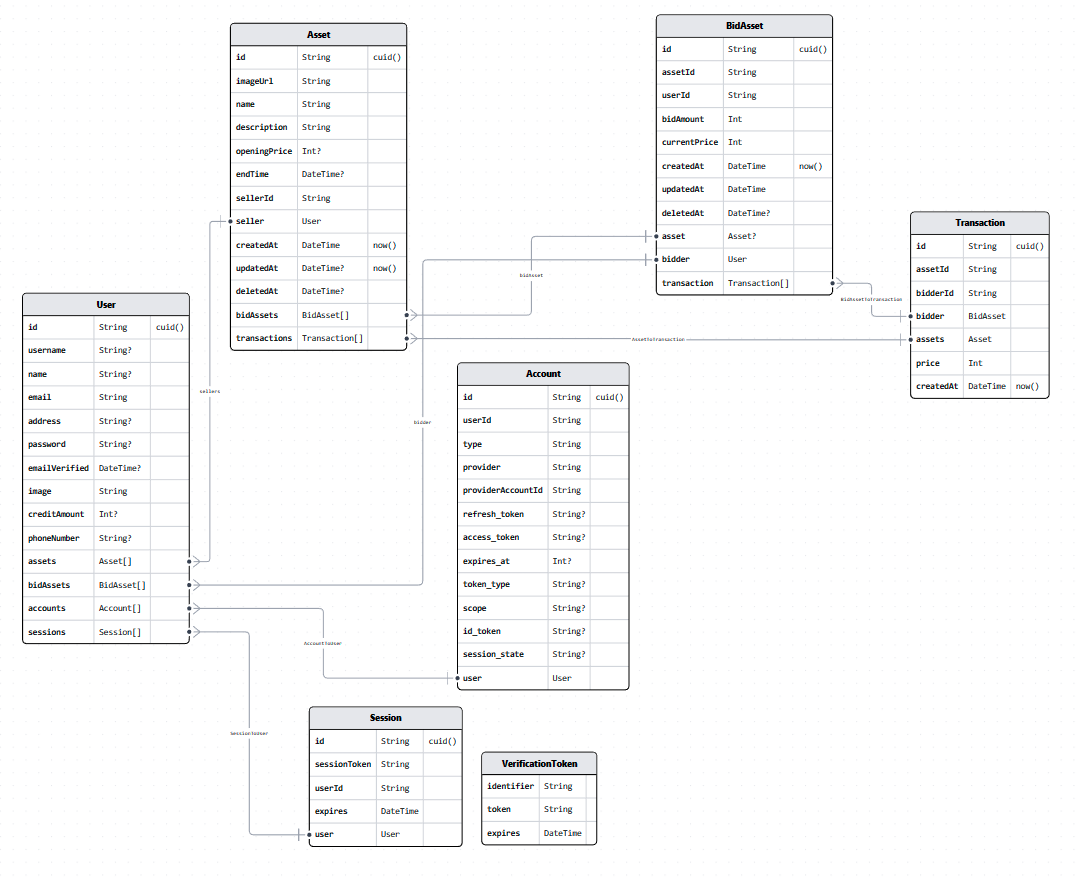 Asset
id String cuid()
imageUrl String
name String
description String
openingPrice Int?
endTime DateTime?
sellerId String
seller User
createdAt DateTime now()
updatedAt DateTime? now()
deletedAt DateTime?
bidAssets BidAsset[]
transactions Transaction[]
BidAsset
id String cuid()
assetId String
userId String
bidAmount Int
currentPrice Int
createdAt DateTime now()
updatedAt DateTime
deletedAt DateTime?
asset Asset?
bidder User
transaction Transaction[]
Transaction
id String cuid()
assetId String
bidderId String
bidder BidAsset
assets Asset
price Int
createdAt DateTime now()
User
id String cuid()
username String?
name String?
email String
address String?
password String?
emailVerified DateTime?
image String
creditAmount Int?
phoneNumber String?
assets Asset[]
bidAssets BidAsset[]
accounts Account[]
sessions Session[]
Account
id String cuid()
userId String
type String
provider String
providerAccountId String
refresh_token String?
access_token String?
expires_at Int?
token_type String?
scope String?
id_token String?
session_state String?
user User
Session
id String cuid()
sessionToken String
userId String
expires DateTime
user User
VerificationToken
identifier String
token String
expires DateTime
sellers
bidAsset
bidder
BidAssetToTransaction
AssetToTransaction
AccountToUser
SessionToUser